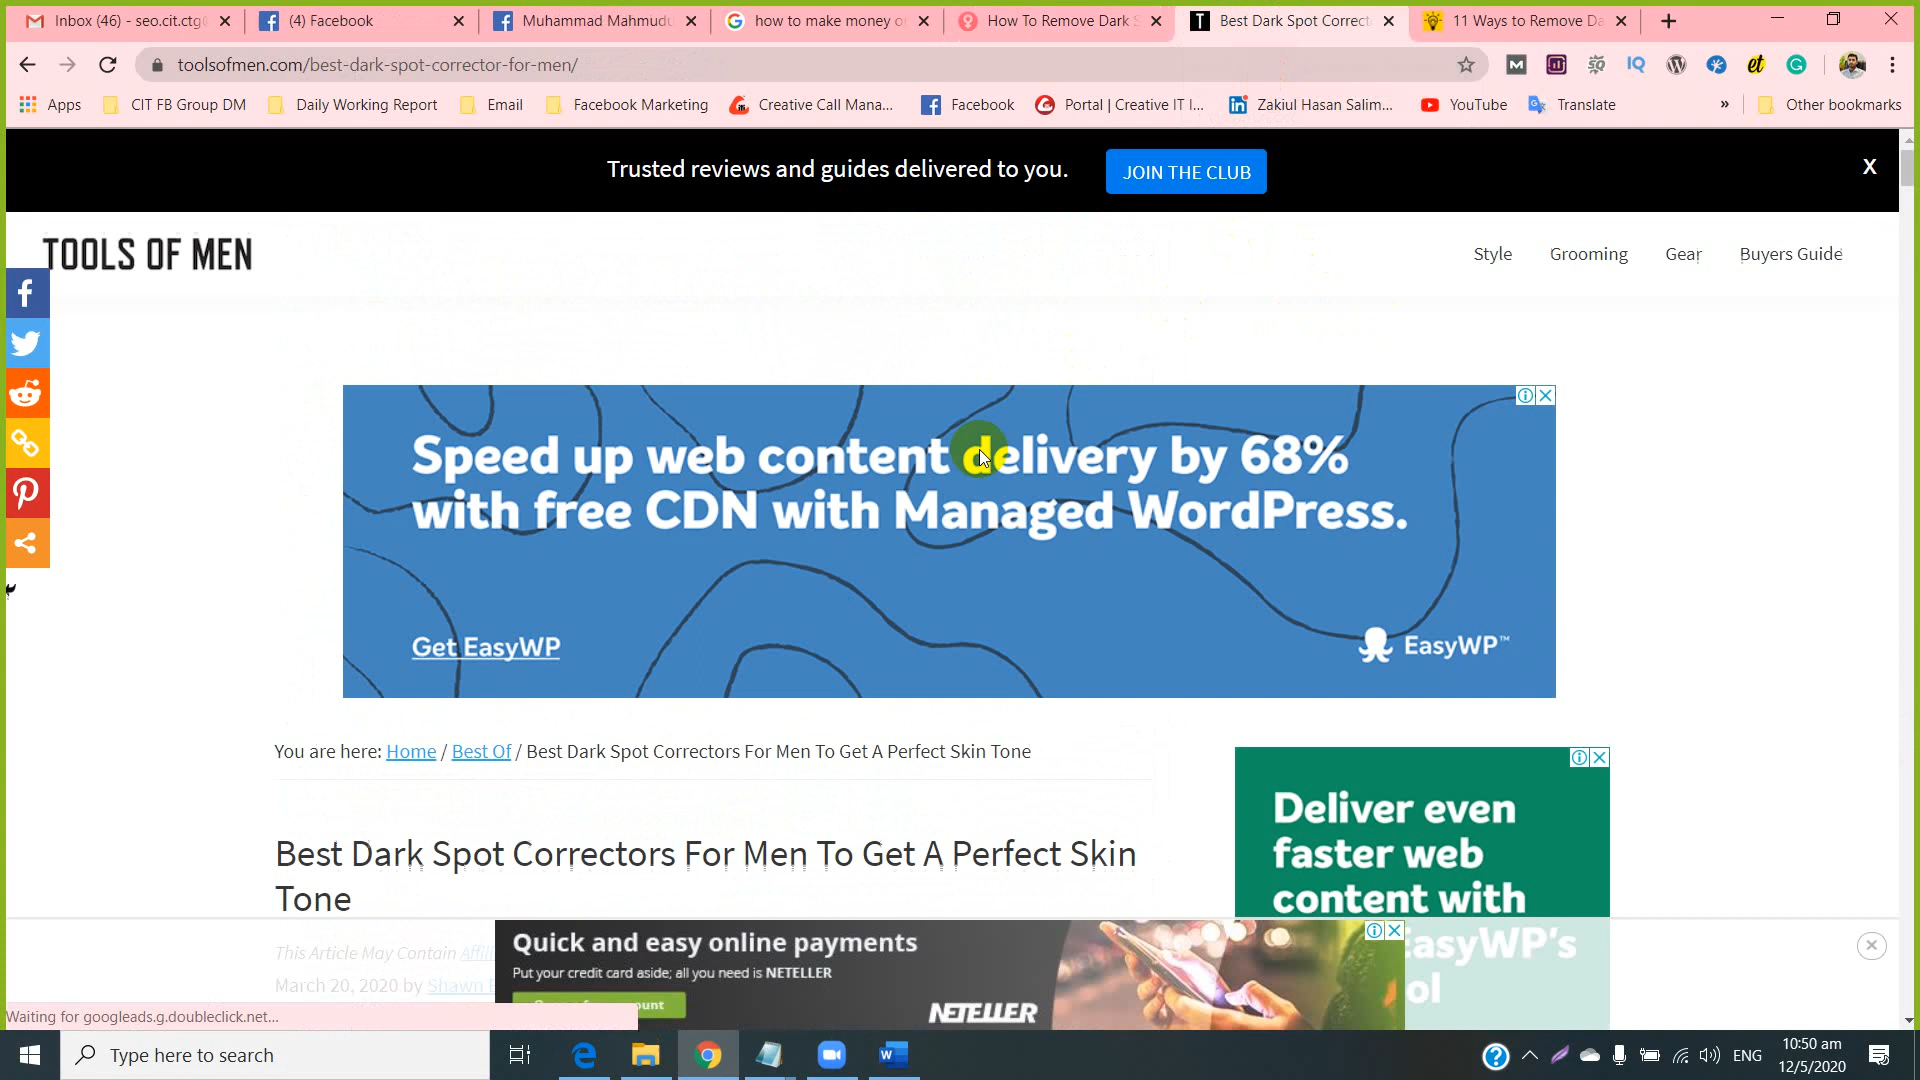 Inbox (46) - seo.cit.ctg
(4) Facebook
Muhammad Mahmudu
how to make money o
How To Remove Dark S
Best Dark Spot Correct
11 Ways to Remove Da
toolsofmen.com/best-dark-spot-corrector-for-men/
Apps
CIT FB Group DM
Daily Working Report
Email
Facebook Marketing
Creative Call Mana...
Facebook
Portal | Creative IT I...
Zakiul Hasan Salim...
YouTube
Translate
»
Other bookmarks
Trusted reviews and guides delivered to you.
JOIN THE CLUB
X
TOOLS OF MEN
Style
Grooming
Gear
Buyers Guide
Speed up web content delivery by 68%
with free CDN with Managed WordPress.
Get EasyWP
EasyWP™
You are here: Home / Best Of / Best Dark Spot Correctors For Men To Get A Perfect Skin Tone
Best Dark Spot Correctors For Men To Get A Perfect Skin
Tone
Deliver even
faster web
content with
EasyWP's
ol
This Article May Contain Affili
March 20, 2020 by Shawn
Quick and easy online payments
Put your credit card aside; all you need is NETELLER
ount
NETELLER
Waiting for googleads.g.doubleclick.net...
Type here to search
ENG
10:50 am
12/5/2020